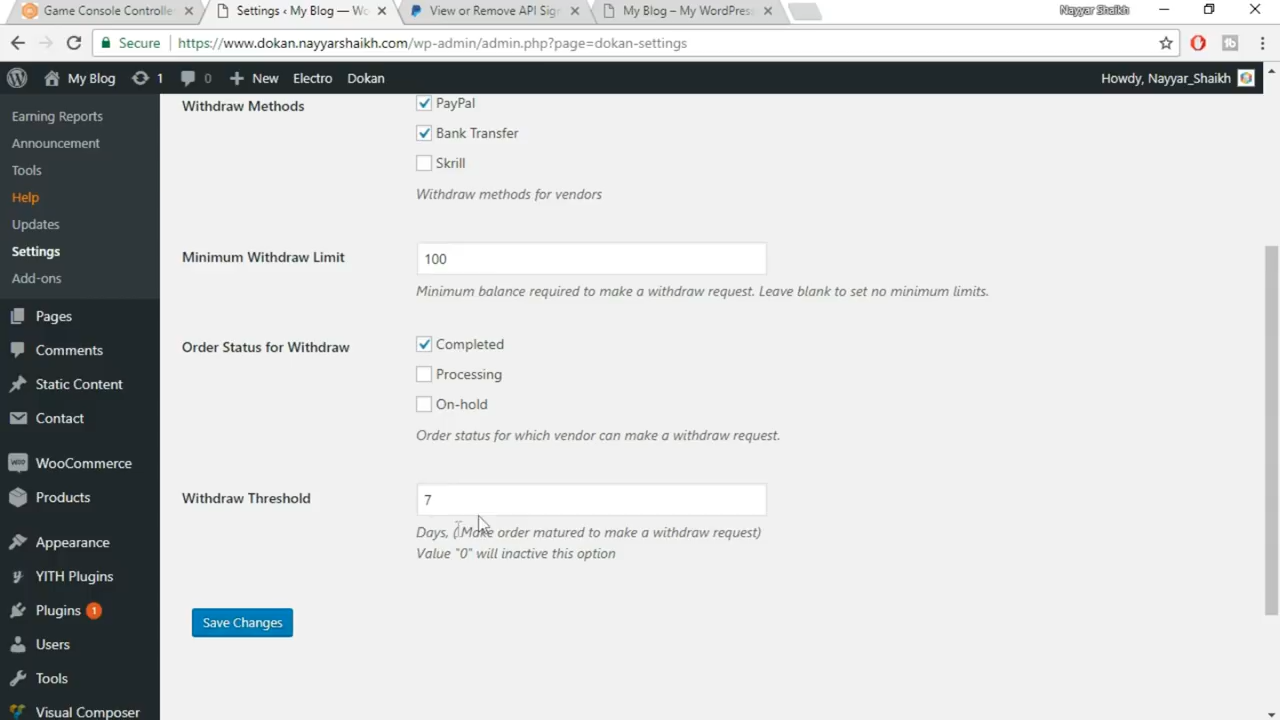 Game Console Controlle
Settings ‹ My Blog — Wo
View or Remove API Sig
My Blog – My WordPres
Nayyar Shaikh
Secure
https://www.dokan.nayyarshaikh.com/wp-admin/admin.php?page=dokan-settings
My Blog
1
0
New
Electro
Dokan
Howdy, Nayyar_Shaikh
Earning Reports
Announcement
Tools
Help
Updates
Settings
Add-ons
Pages
Comments
Static Content
Contact
WooCommerce
Products
Appearance
YITH Plugins
Plugins 1
Users
Tools
Visual Composer
Withdraw Methods
PayPal
Bank Transfer
Skrill
Withdraw methods for vendors
Minimum Withdraw Limit
100
Minimum balance required to make a withdraw request. Leave blank to set no minimum limits.
Order Status for Withdraw
Completed
Processing
On-hold
Order status for which vendor can make a withdraw request.
Withdraw Threshold
7
Days, ( Make order matured to make a withdraw request)
Value "0" will inactive this option
Save Changes